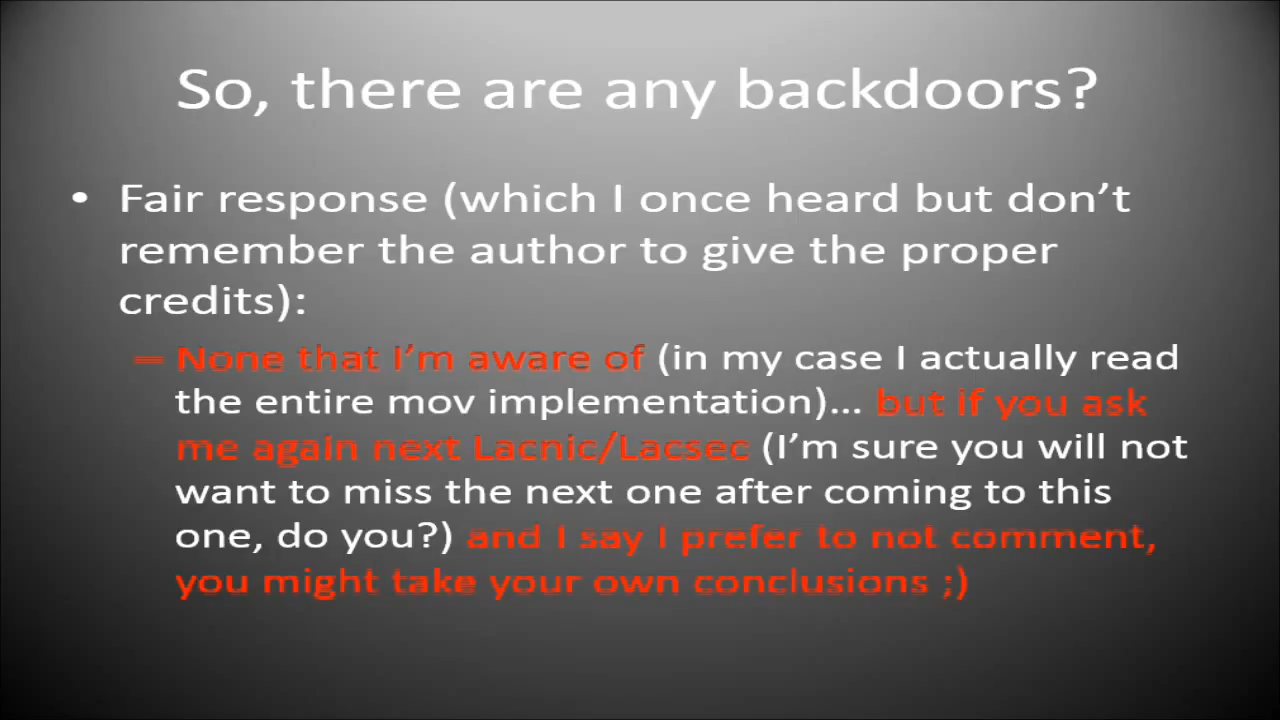 So, there are any backdoors?
• Fair response (which I once heard but don’t
remember the author to give the proper
credits):
– None that I’m aware of (in my case I actually read
the entire mov implementation)... but if you ask
me again next Lacnic/Lacsec (I’m sure you will not
want to miss the next one after coming to this
one, do you?) and I say I prefer to not comment,
you might take your own conclusions ;)